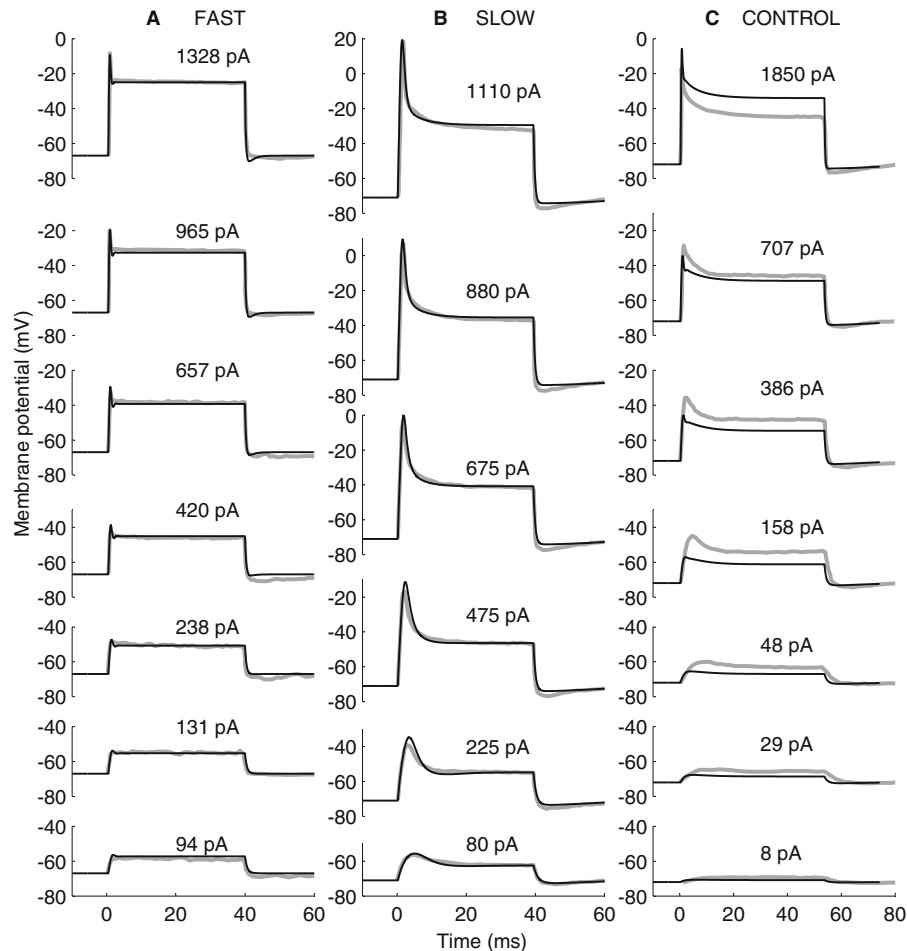 A FAST
B SLOW
C CONTROL
Membrane potential (mV)
0
-20
-40
-60
-80
1328 pA
-20
-40
-60
-80
965 pA
-20
-40
-60
-80
657 pA
-40
-60
-80
420 pA
-40
-60
-80
238 pA
-40
-60
-80
131 pA
-40
-60
-80
94 pA
0 20 40 60
20
0
-20
-40
-60
-80
1110 pA
0
-20
-40
-60
-80
880 pA
0
-20
-40
-60
-80
675 pA
-20
-40
-60
-80
475 pA
-40
-60
-80
225 pA
-60
-80
80 pA
0 20 40 60
0
-20
-40
-60
-80
1850 pA
-20
-40
-60
-80
707 pA
-20
-40
-60
-80
386 pA
-40
-60
-80
158 pA
-40
-60
-80
48 pA
-40
-60
-80
29 pA
-40
-60
-80
8 pA
0 20 40 60 80
Time (ms)